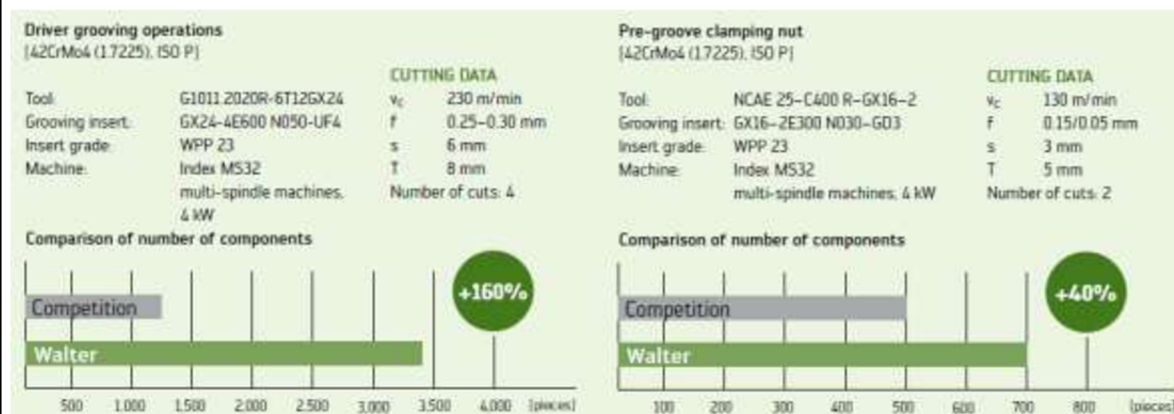 Driver grooving operations
[42CrMo4 (1.7225), ISO P]
CUTTING DATA
Tool: G1011.2020R-6T12GX24
vc 230 m/min
Grooving insert: GX24-4E600 N050-UF4
f 0.25–0.30 mm
Insert grade: WPP 23
s 6 mm
Machine: Index MS32
T 8 mm
multi-spindle machines,
Number of cuts: 4
4 kW
Comparison of number of components
+160%
Competition
Walter
500 1.000 1.500 2.000 2.500 3.000 3.500 4.000 [pieces]
Pre-groove clamping nut
[42CrMo4 (1.7225), ISO P]
CUTTING DATA
Tool: NCAE 25–C400 R–GX16–2
vc 130 m/min
Grooving insert: GX16–2E300 N030–GD3
f 0.15/0.05 mm
Insert grade: WPP 23
s 3 mm
Machine: Index MS32
T 5 mm
multi-spindle machines, 4 kW
Number of cuts: 2
Comparison of number of components
+40%
Competition
Walter
100 200 300 400 500 600 700 800 [pieces]